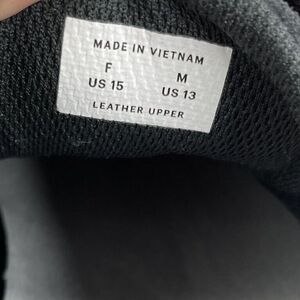 MADE IN VIETNAM
F M
US 15 US 13
LEATHER UPPER